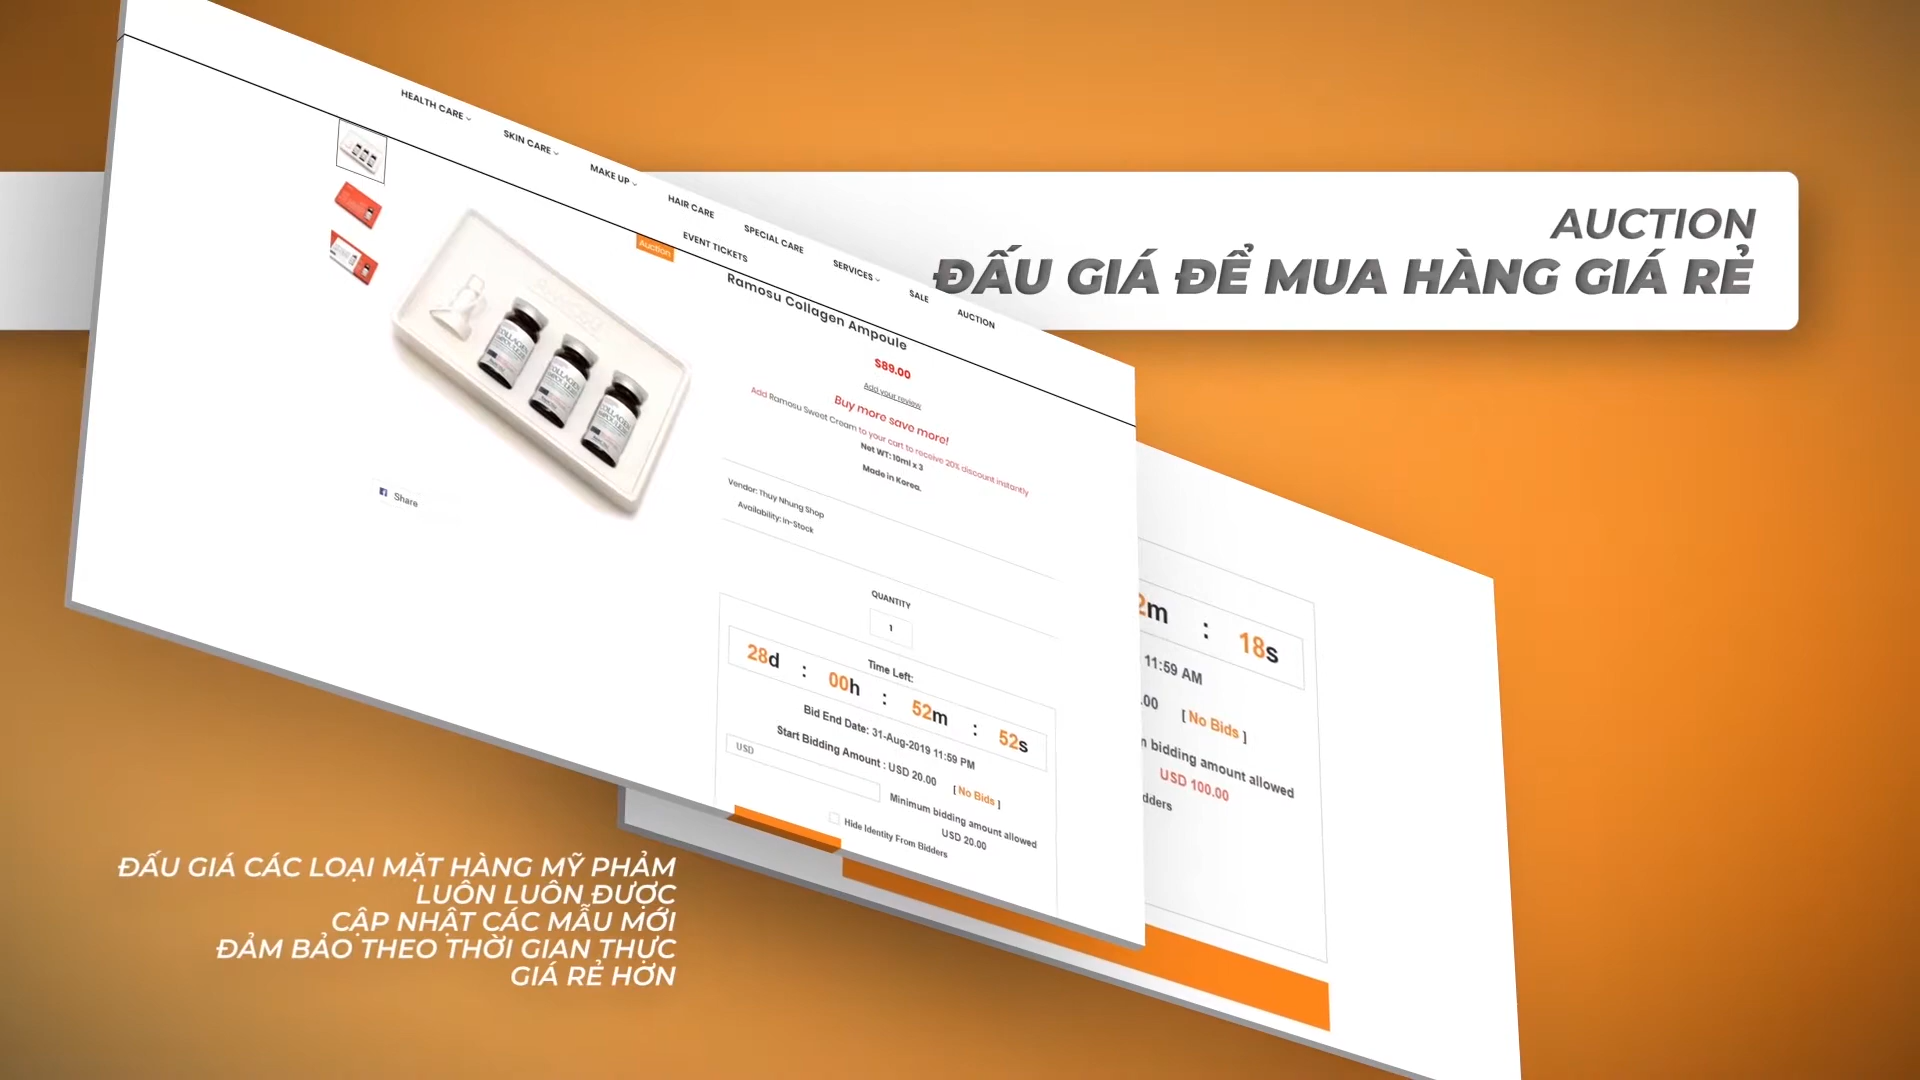 HEALTH CARE
SKIN CARE
MAKE UP
HAIR CARE
SPECIAL CARE
SERVICES
SALE
AUCTION
EVENT TICKETS
AUCTION
ĐẤU GIÁ ĐỂ MUA HÀNG GIÁ RẺ
Auction
Ramosu Collagen Ampoule
$89.00
Add your review
Buy more save more!
Add Ramosu Sweet Cream to your cart to receive 20% discount instantly
Net WT: 10ml x 3
Made in Korea.
Share
Vendor: Thuy Nhung Shop
Availability: In-Stock
QUANTITY
1
Time Left:
28d : 00h : 52m : 52s
Bid End Date: 31-Aug-2019 11:59 PM
Start Bidding Amount : USD 20.00 [ No Bids ]
USD
Minimum bidding amount allowed
USD 20.00
Hide Identity From Bidders
2m : 18s
11:59 AM
.00 [ No Bids ]
bidding amount allowed
USD 100.00
dders
ĐẤU GIÁ CÁC LOẠI MẶT HÀNG MỸ PHẨM
LUÔN LUÔN ĐƯỢC
CẬP NHẬT CÁC MẪU MỚI
ĐẢM BẢO THEO THỜI GIAN THỰC
GIÁ RẺ HƠN